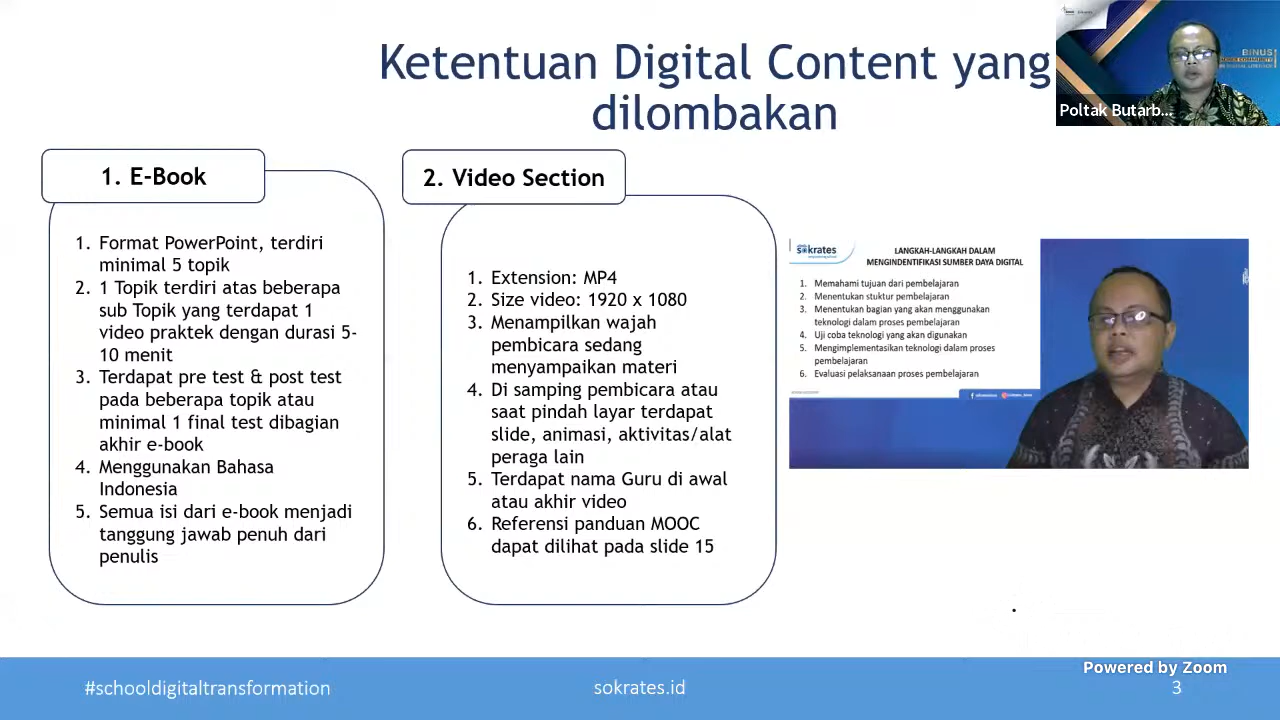 Ketentuan Digital Content yang
dilombakan
BINUS
Poltak Butarb...
1. E-Book
1. Format PowerPoint, terdiri
minimal 5 topik
2. 1 Topik terdiri atas beberapa
sub Topik yang terdapat 1
video praktek dengan durasi 5-
10 menit
3. Terdapat pre test & post test
pada beberapa topik atau
minimal 1 final test dibagian
akhir e-book
4. Menggunakan Bahasa
Indonesia
5. Semua isi dari e-book menjadi
tanggung jawab penuh dari
penulis
2. Video Section
1. Extension: MP4
2. Size video: 1920 x 1080
3. Menampilkan wajah
pembicara sedang
menyampaikan materi
4. Di samping pembicara atau
saat pindah layar terdapat
slide, animasi, aktivitas/alat
peraga lain
5. Terdapat nama Guru di awal
atau akhir video
6. Referensi panduan MOOC
dapat dilihat pada slide 15
sokrates
LANGKAH-LANGKAH DALAM
MENGINDENTIFIKASI SUMBER DAYA DIGITAL
1. Memahami tujuan dari pembelajaran
2. Menentukan stuktur pembelajaran
3. Menentukan bagian yang akan menggunakan
teknologi dalam proses pembelajaran
4. Uji coba teknologi yang akan digunakan
5. Mengimplementasikan teknologi dalam proses
pembelajaran
6. Evaluasi pelaksanaan proses pembelajaran
Powered by Zoom
#schooldigitaltransformation
sokrates.id
3